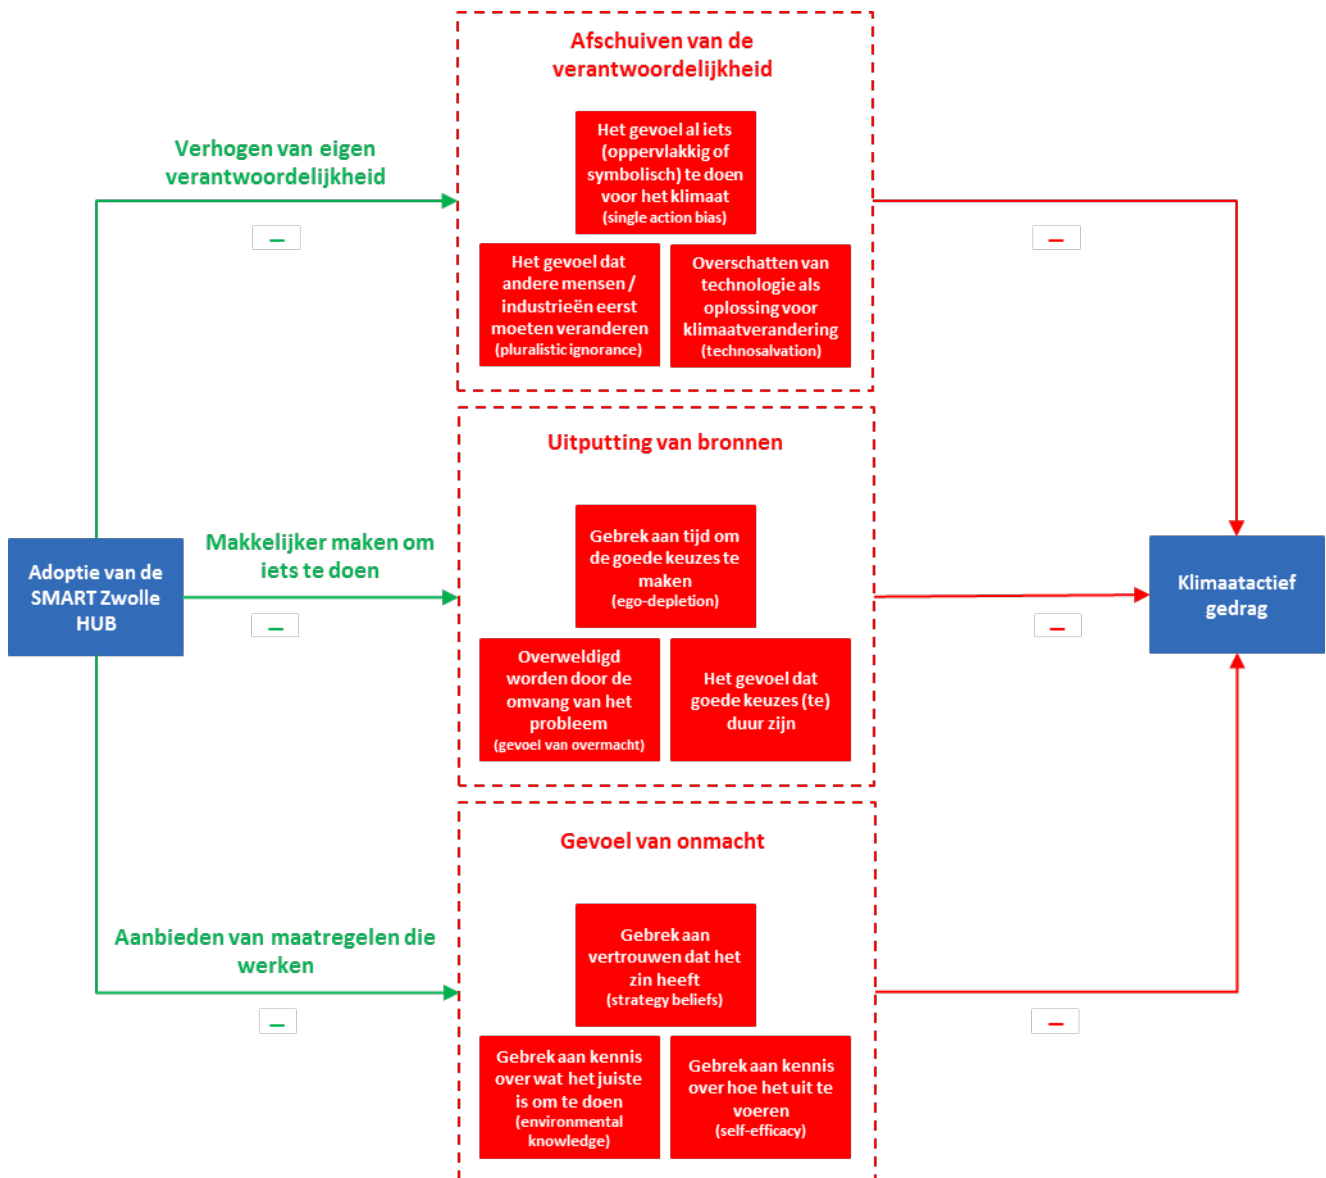 Afschuiven van de
verantwoordelijkheid
Het gevoel al iets
(oppervlakkig of
symbolisch) te doen
voor het klimaat
(single action bias)
Verhogen van eigen
verantwoordelijkheid
—
—
Het gevoel dat
andere mensen /
industrieën eerst
moeten veranderen
(pluralistic ignorance)
Overschatten van
technologie als
oplossing voor
klimaatverandering
(technosalvation)
Uitputting van bronnen
Gebrek aan tijd om
de goede keuzes te
maken
(ego-depletion)
Makkelijker maken om
iets te doen
Adoptie van de
SMART Zwolle
HUB
Klimaatactief
gedrag
—
—
Overweldigd
worden door de
omvang van het
probleem
(gevoel van overmacht)
Het gevoel dat
goede keuzes (te)
duur zijn
Gevoel van onmacht
Gebrek aan
vertrouwen dat het
zin heeft
(strategy beliefs)
Aanbieden van maatregelen die
werken
—
—
Gebrek aan kennis
over wat het juiste
is om te doen
(environmental
knowledge)
Gebrek aan kennis
over hoe het uit te
voeren
(self-efficacy)